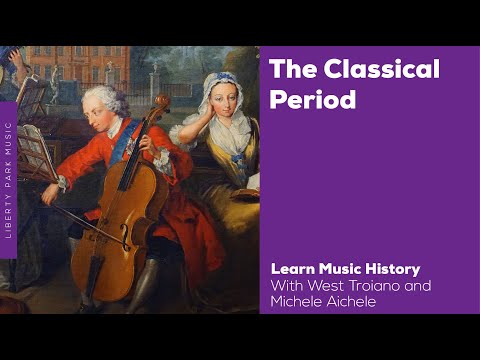 LIBERTY PARK MUSIC
The Classical
Period
Learn Music History
With West Troiano and
Michele Aichele